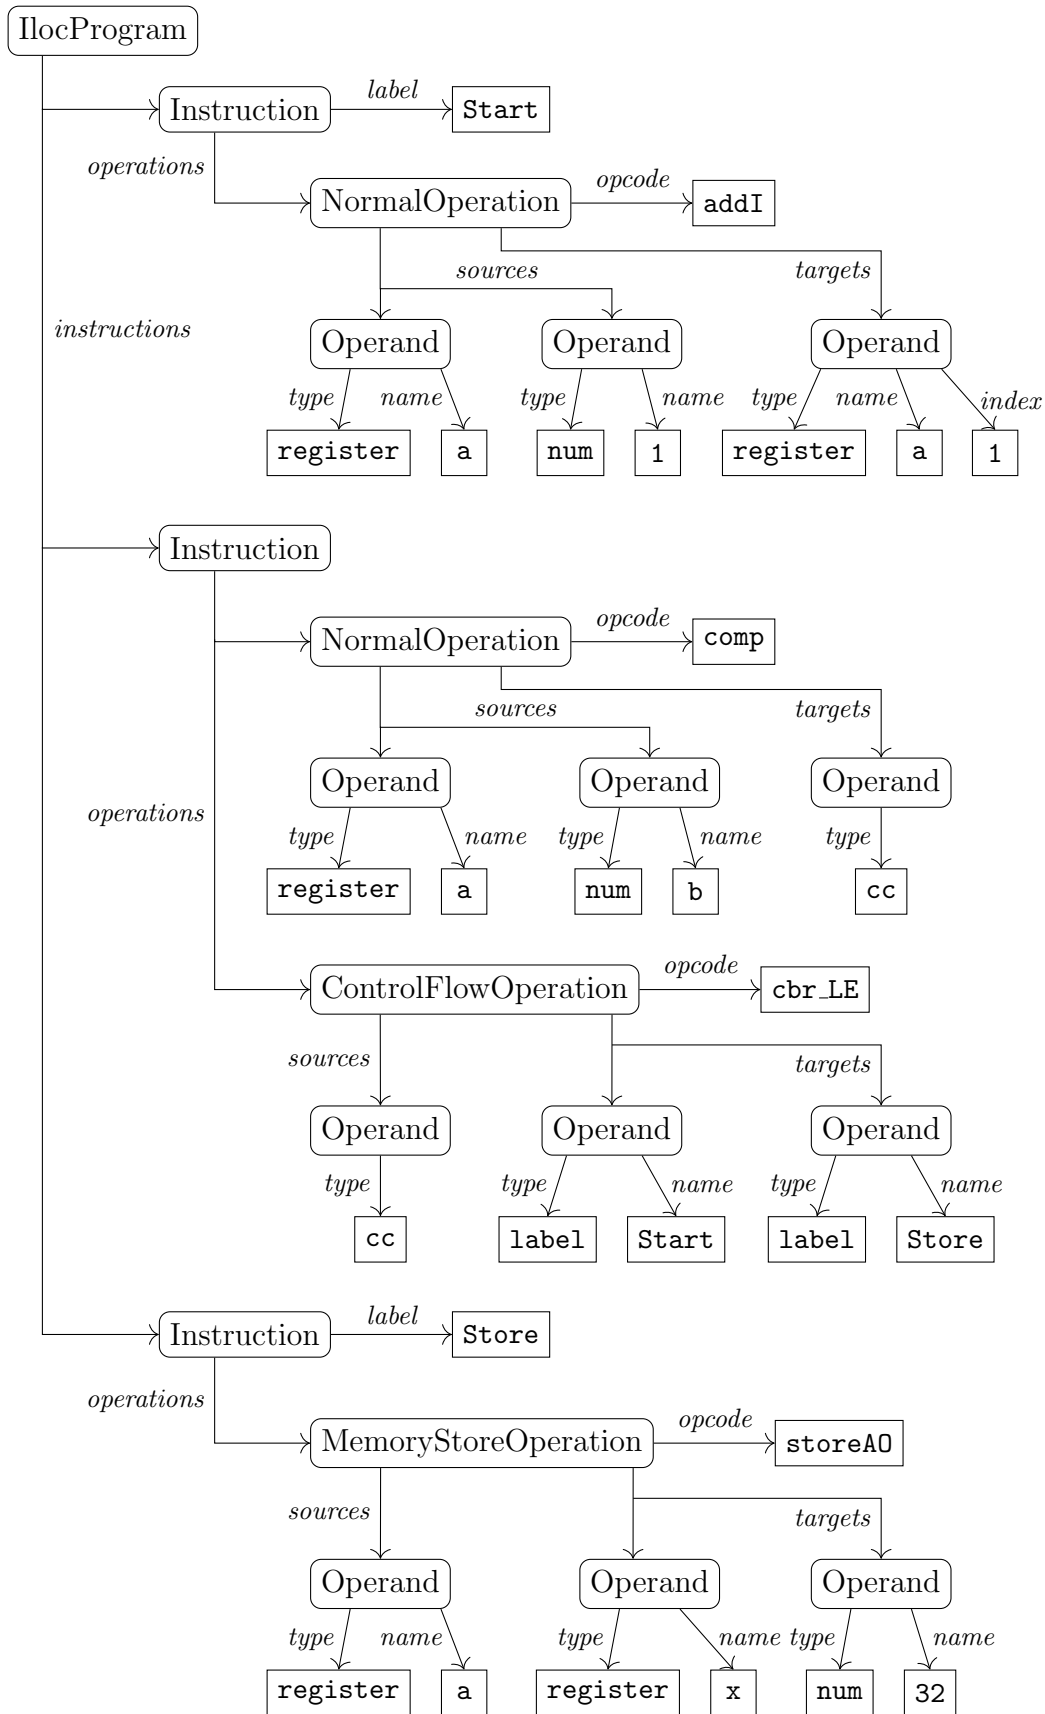 IlocProgram
label
Instruction Start
operations
opcode
NormalOperation addI
sources targets
instructions
Operand Operand Operand
type name type name type name index
register a num 1 register a 1
Instruction
opcode
NormalOperation comp
sources targets
Operand Operand Operand
operations
type name type name type
register a num b cc
opcode
ControlFlowOperation cbr_LE
sources targets
Operand Operand Operand
type type name type name
cc label Start label Store
label
Instruction Store
operations
opcode
MemoryStoreOperation storeAO
sources targets
Operand Operand Operand
type name type name type name
register a register x num 32